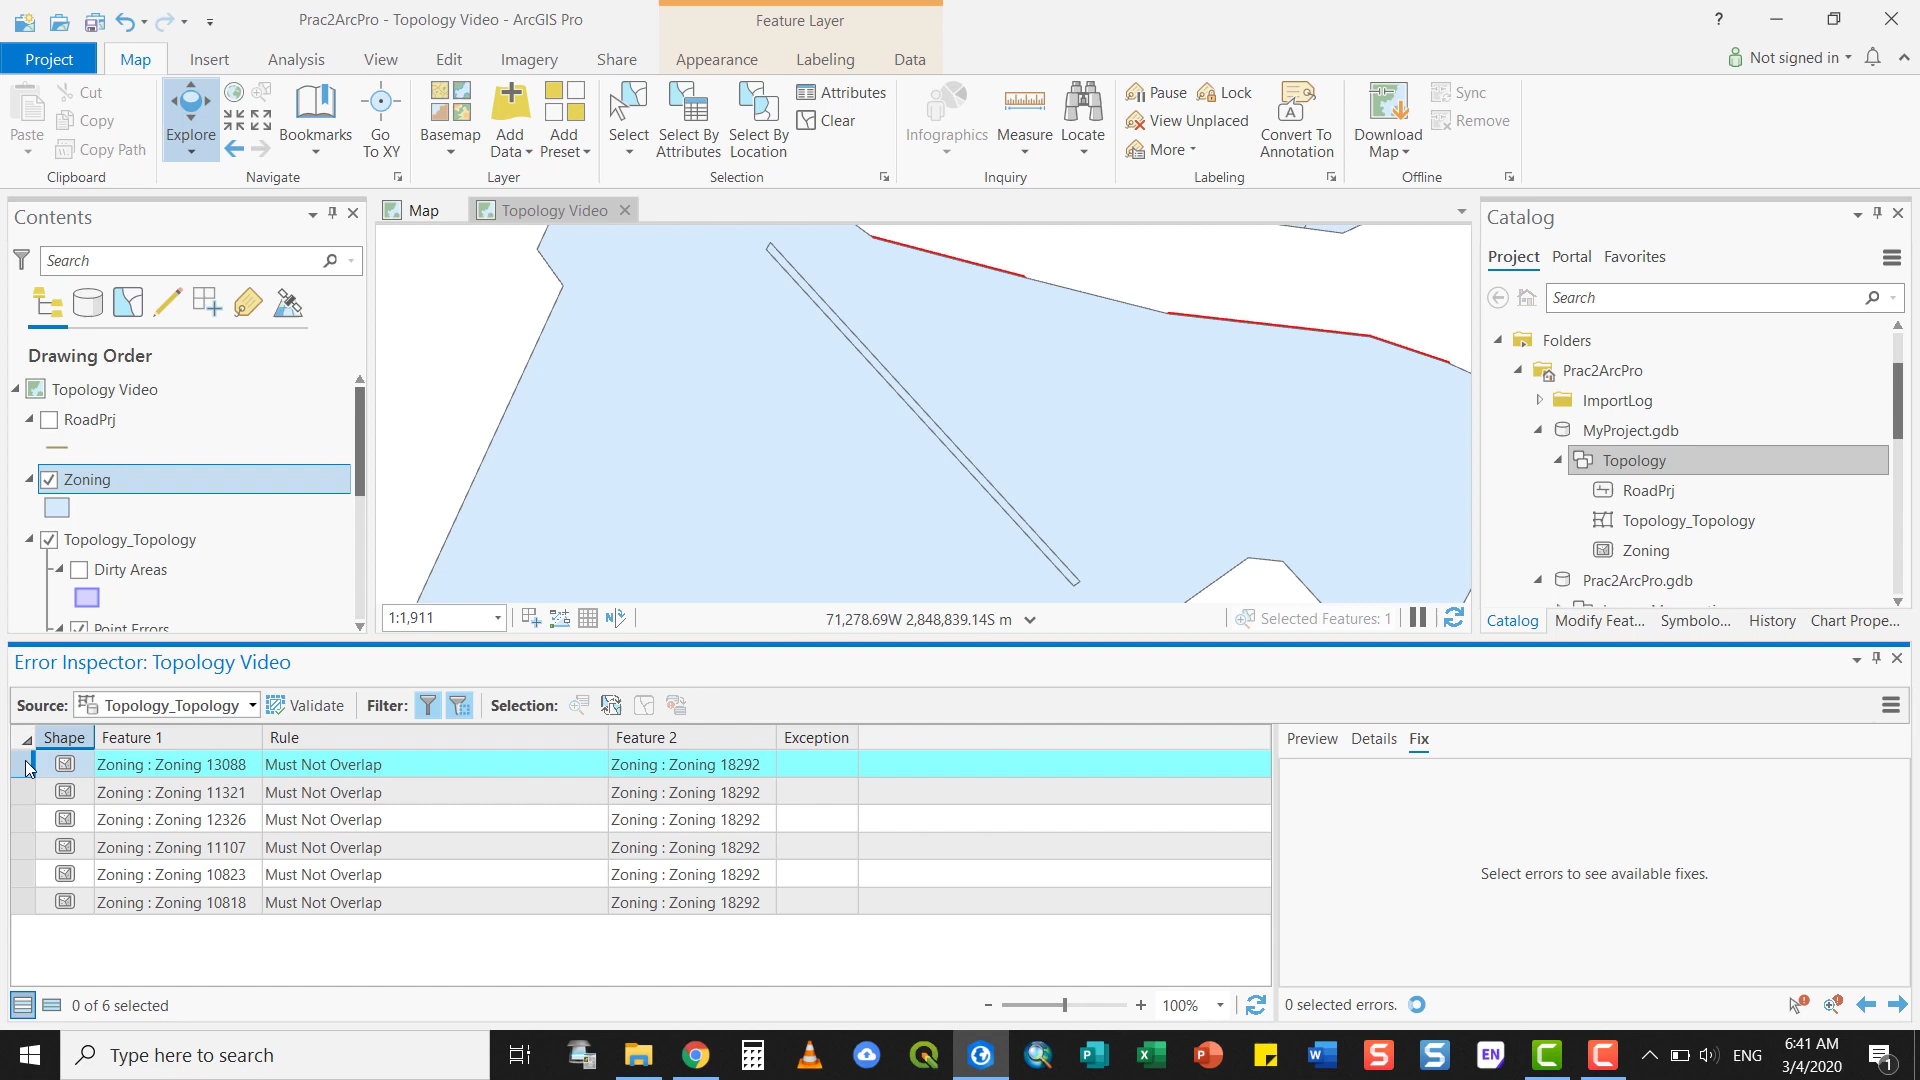 Prac2ArcPro - Topology Video - ArcGIS Pro
Feature Layer
?
Project
Map
Insert
Analysis
View
Edit
Imagery
Share
Appearance
Labeling
Data
Not signed in
Paste
Cut
Copy
Copy Path
Clipboard
Explore
Bookmarks
Go To XY
Navigate
Basemap
Add Data
Add Preset
Layer
Select
Select By Attributes
Select By Location
Attributes
Clear
Selection
Infographics
Measure
Locate
Inquiry
Pause
Lock
View Unplaced
More
Convert To Annotation
Labeling
Download Map
Sync
Remove
Offline
Contents
Search
Drawing Order
Topology Video
RoadPrj
Zoning
Topology_Topology
Dirty Areas
Point Errors
Map
Topology Video
1:1,911
71,278.69W 2,848,839.14S m
Selected Features: 1
Catalog
Project Portal Favorites
Search
Folders
Prac2ArcPro
ImportLog
MyProject.gdb
Topology
RoadPrj
Topology_Topology
Zoning
Prac2ArcPro.gdb
Catalog
Modify Feat...
Symbolo...
History
Chart Prope...
Error Inspector: Topology Video
Source: Topology_Topology
Validate
Filter:
Selection:
Shape Feature 1 Rule Feature 2 Exception
Zoning : Zoning 13088 Must Not Overlap Zoning : Zoning 18292
Zoning : Zoning 11321 Must Not Overlap Zoning : Zoning 18292
Zoning : Zoning 12326 Must Not Overlap Zoning : Zoning 18292
Zoning : Zoning 11107 Must Not Overlap Zoning : Zoning 18292
Zoning : Zoning 10823 Must Not Overlap Zoning : Zoning 18292
Zoning : Zoning 10818 Must Not Overlap Zoning : Zoning 18292
Preview Details Fix
Select errors to see available fixes.
0 of 6 selected
- + 100%
0 selected errors.
Type here to search
EN
ENG
6:41 AM
3/4/2020
1